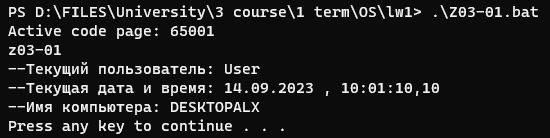 PS D:\FILES\University\3 course\1 term\OS\lw1> .\Z03-01.bat
Active code page: 65001
z03-01
--Текущий пользователь: User
--Текущая дата и время: 14.09.2023 , 10:01:10,10
--Имя компьютера: DESKTOPALX
Press any key to continue . . .